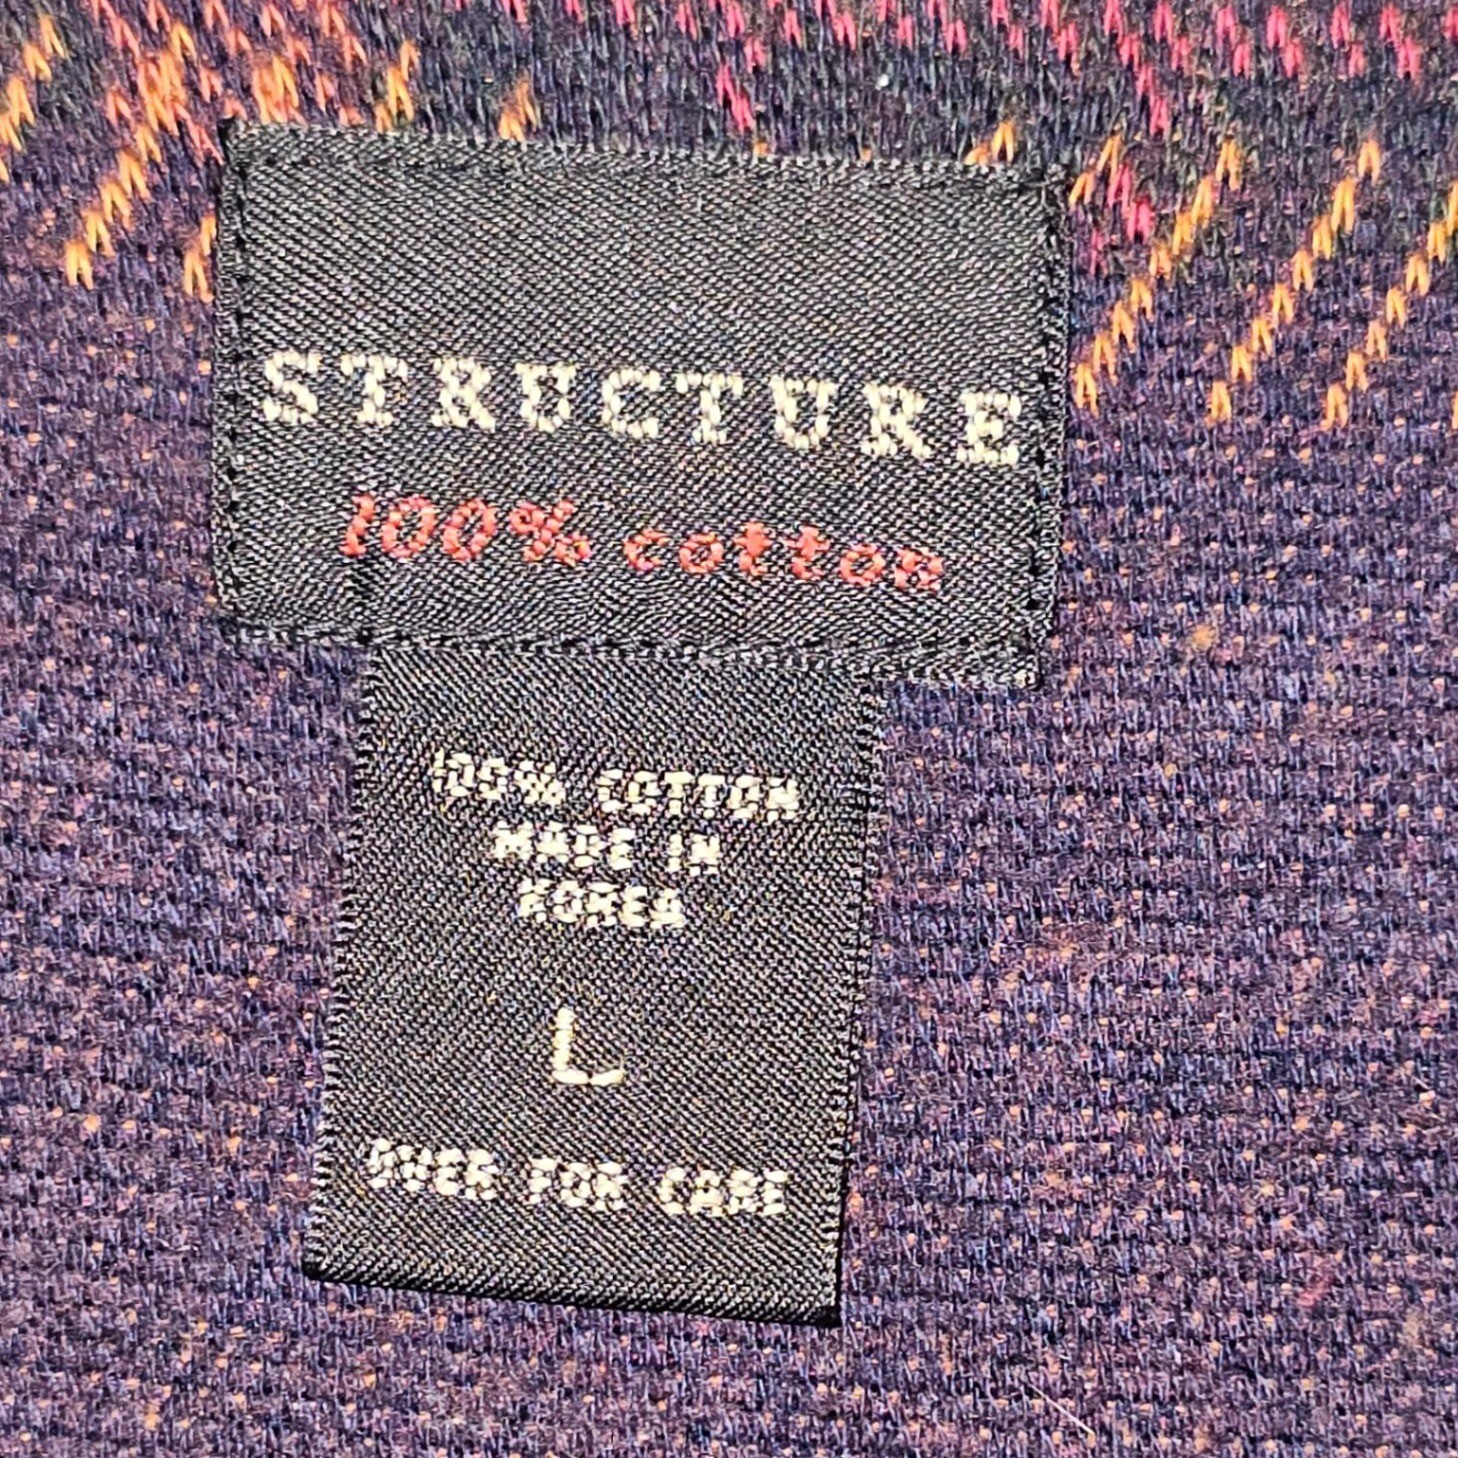 STRUCTURE
100% cotton
100% COTTON
MADE IN
KOREA
L
OVER FOR CARE